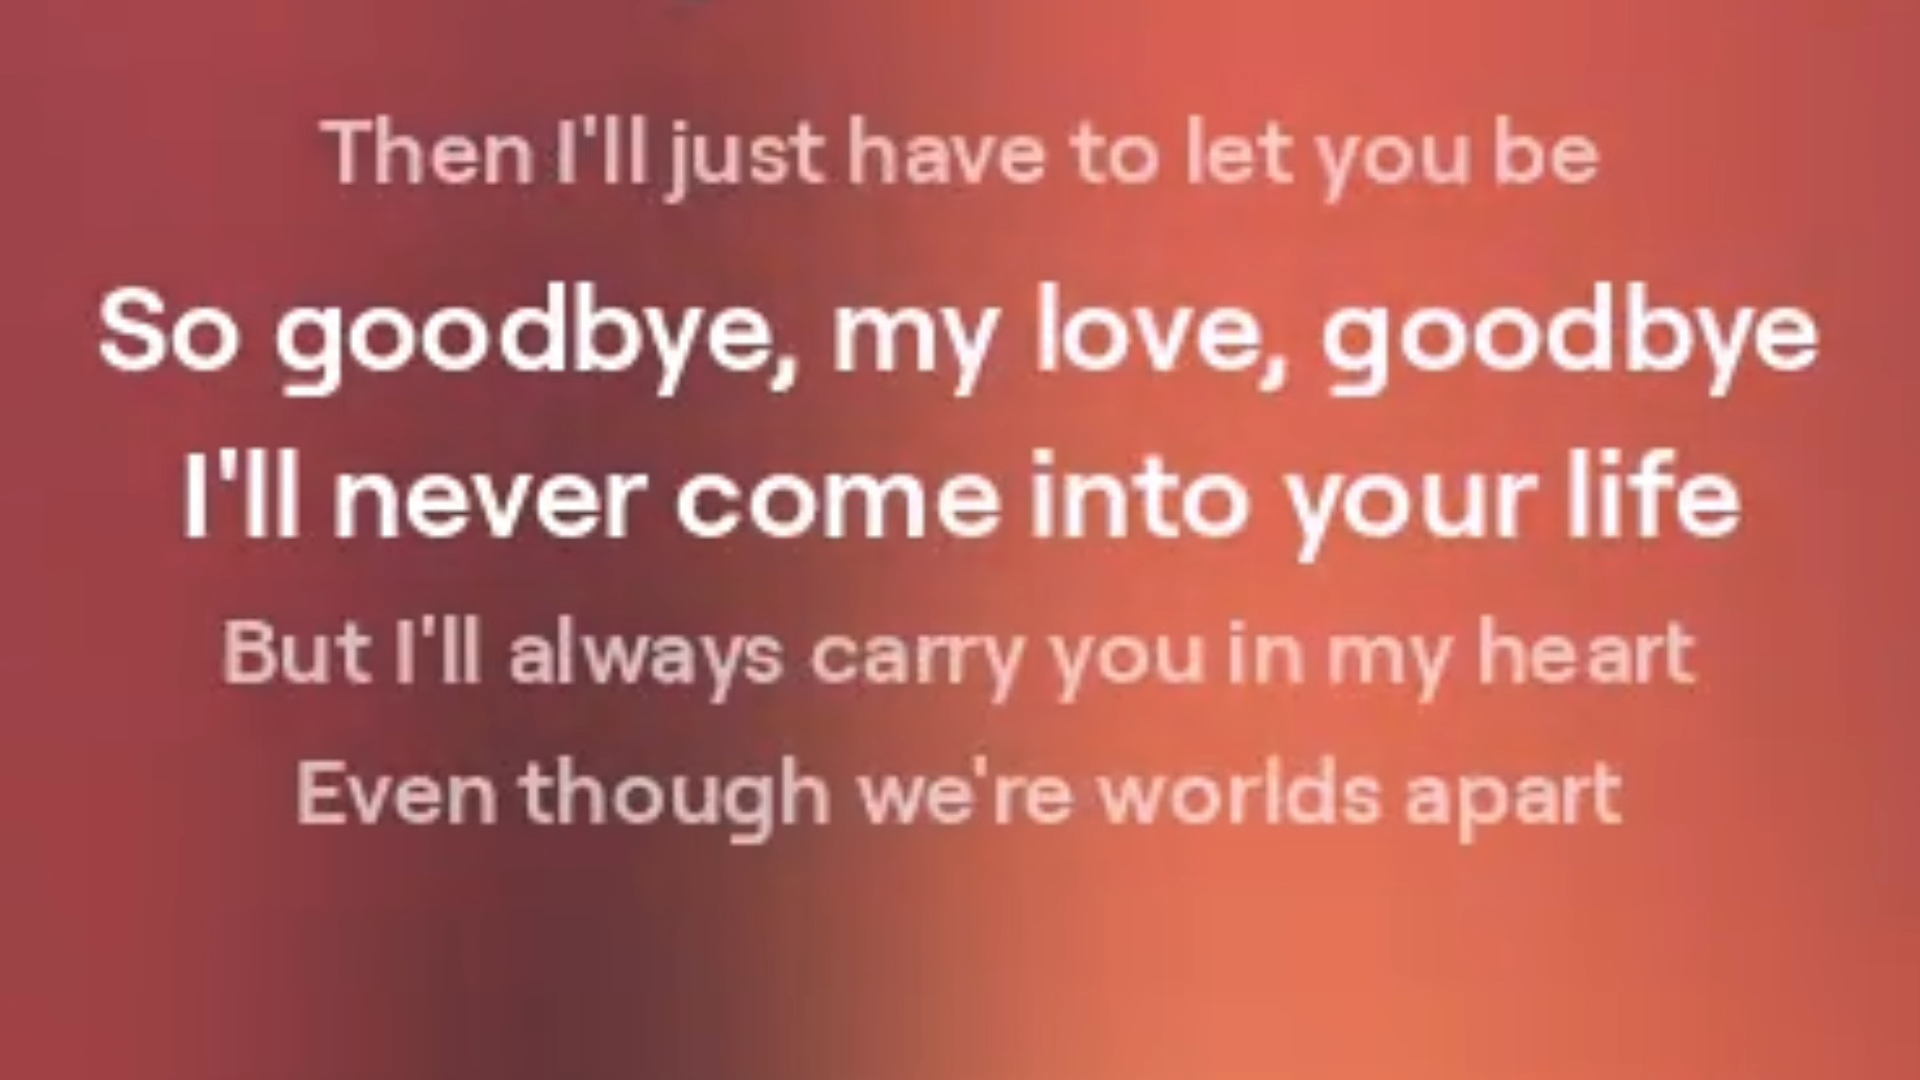 Then I'll just have to let you be
So goodbye, my love, goodbye
I'll never come into your life
But I'll always carry you in my heart
Even though we're worlds apart